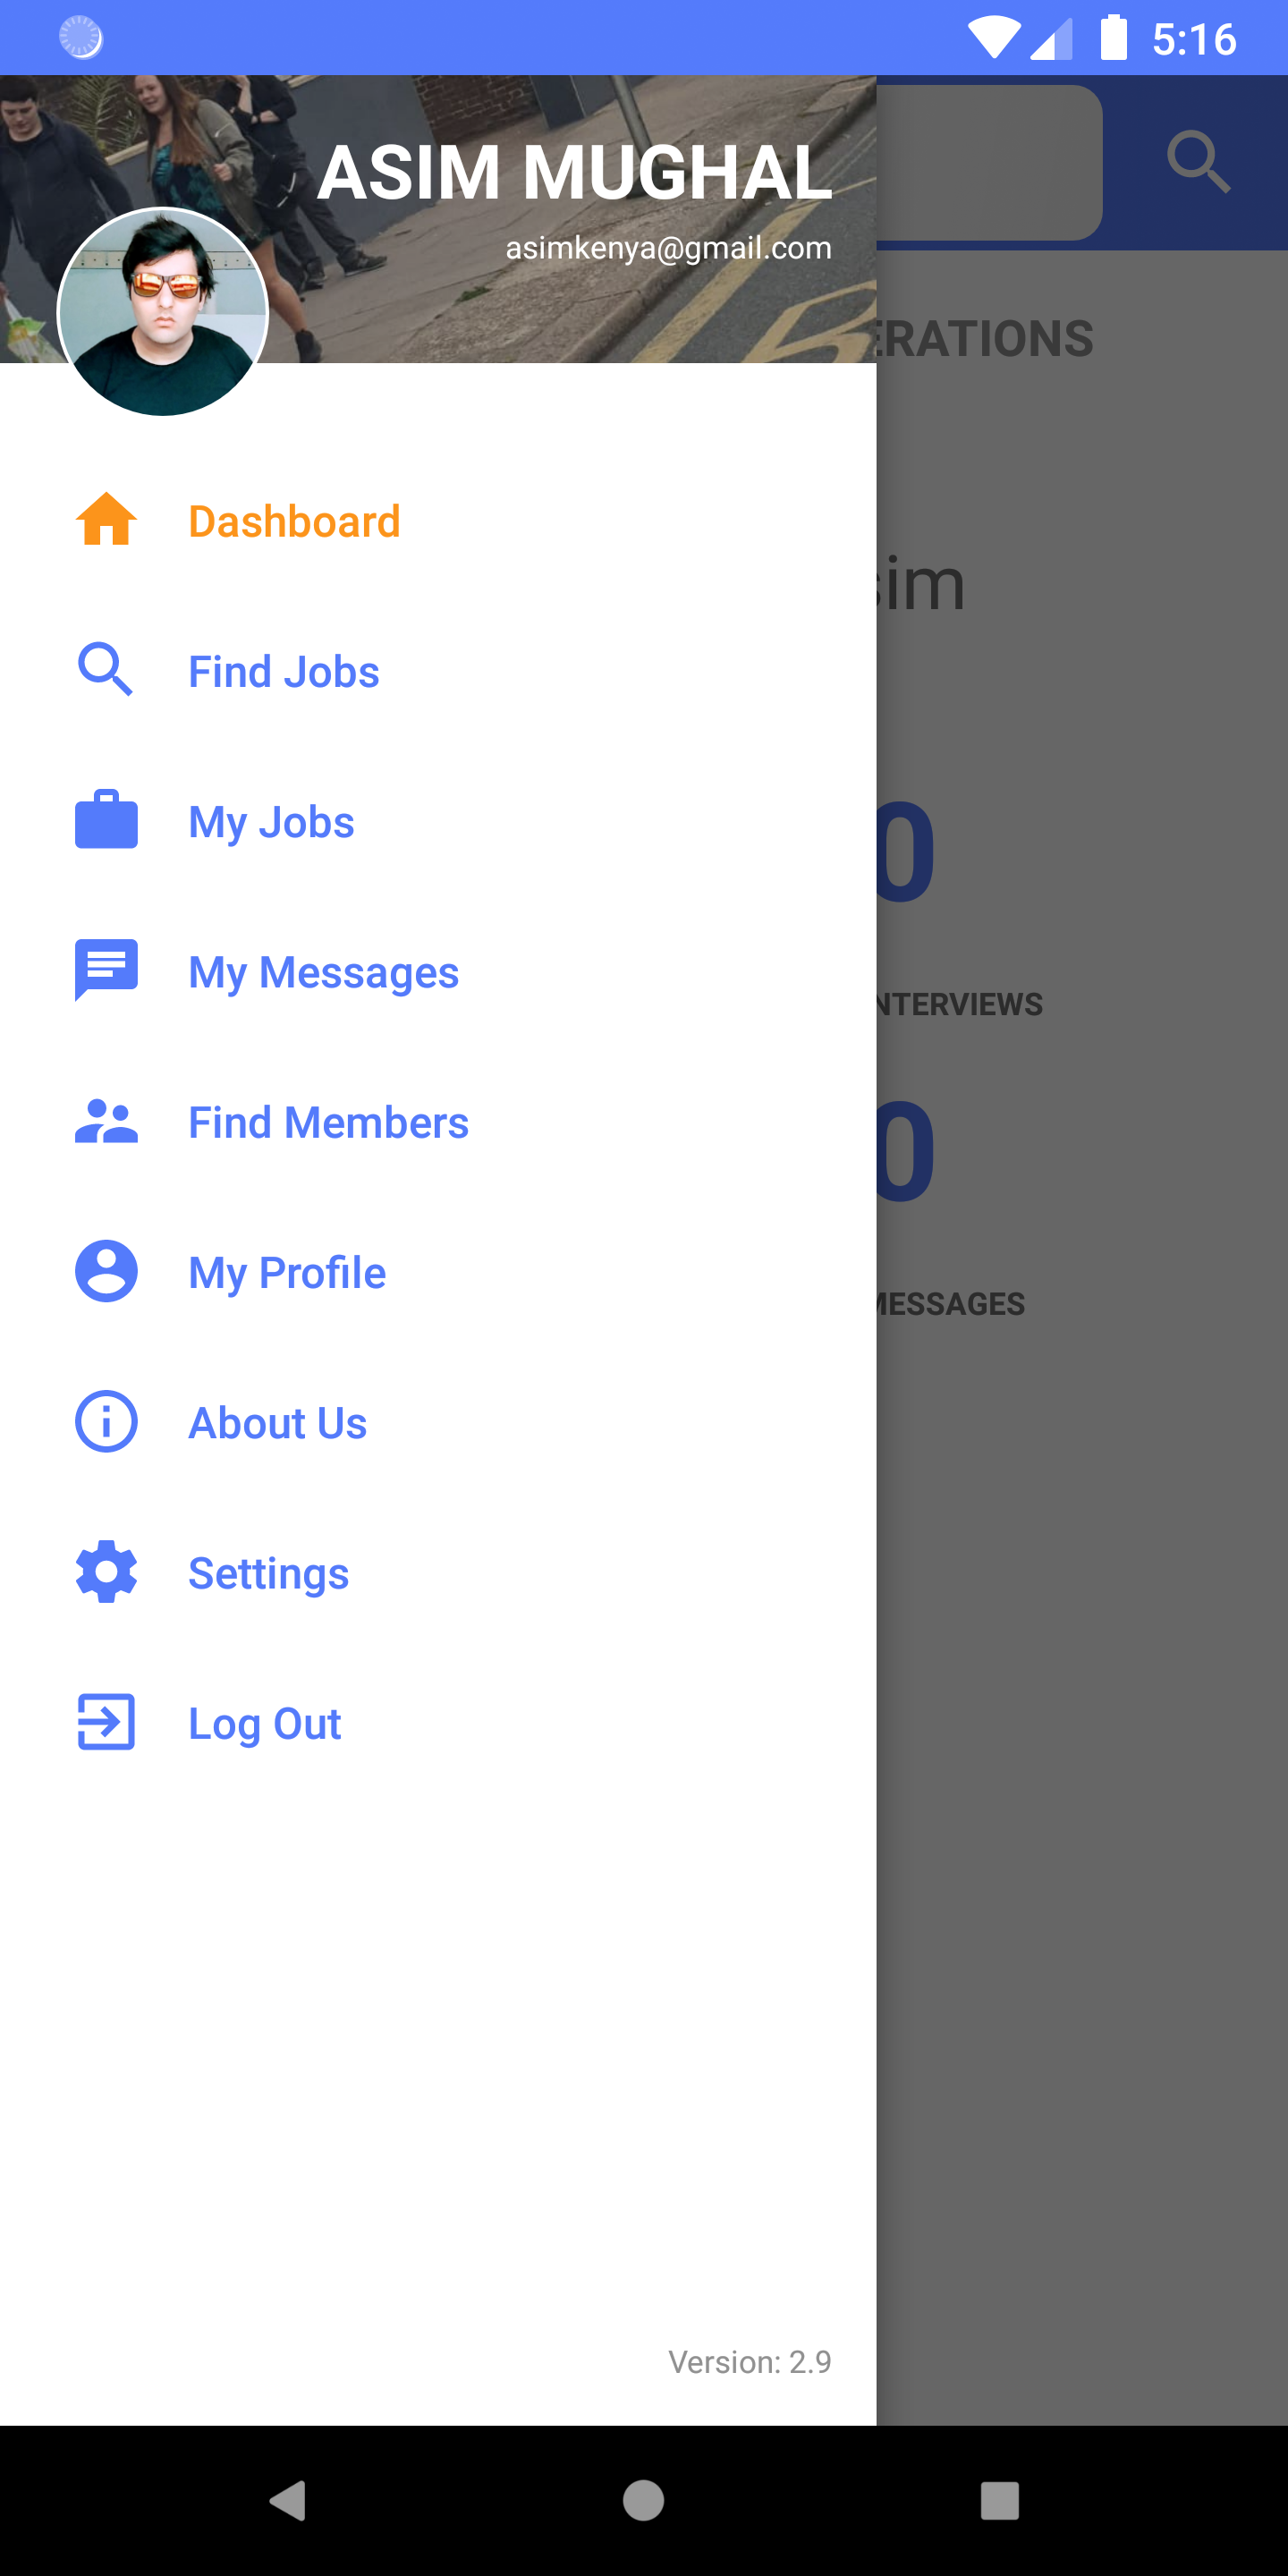 5:16
ASIM MUGHAL
asimkenya@gmail.com
Dashboard
Find Jobs
My Jobs
My Messages
Find Members
My Profile
About Us
Settings
Log Out
Version: 2.9
ERATIONS
sim
0
NTERVIEWS
0
MESSAGES